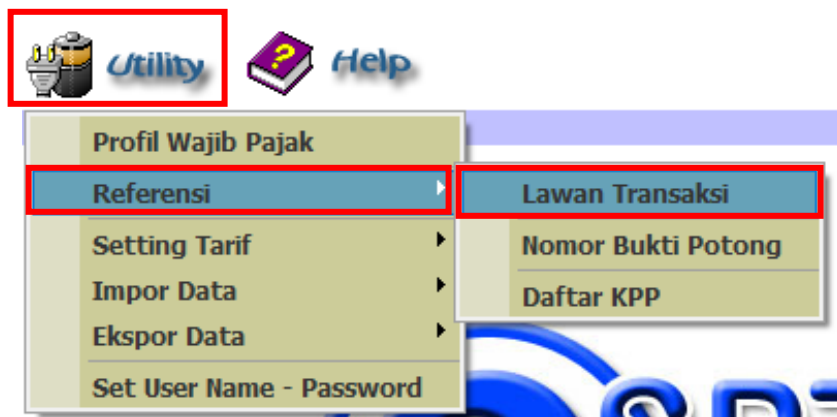 Utility Help
Profil Wajib Pajak
Referensi
Setting Tarif
Impor Data
Ekspor Data
Set User Name - Password
Lawan Transaksi
Nomor Bukti Potong
Daftar KPP